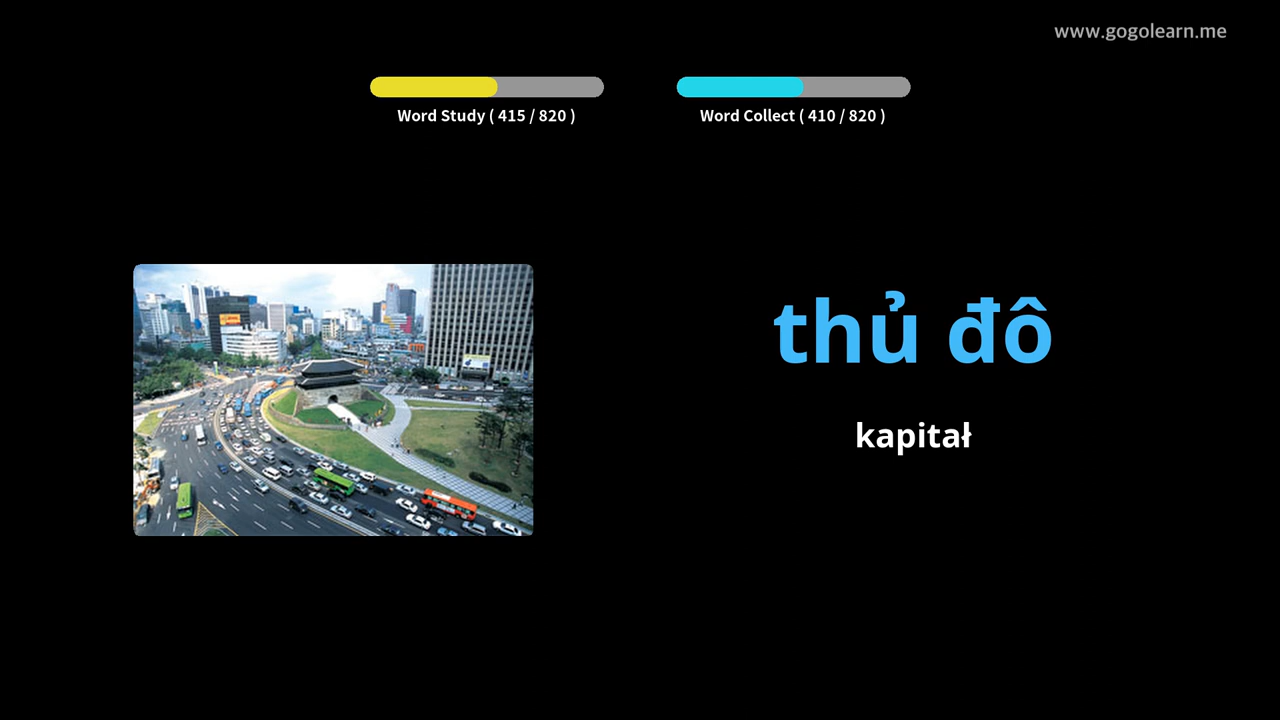 www.gogolearn.me
Word Study ( 415 / 820 )
Word Collect ( 410 / 820 )
thủ đô
kapitał